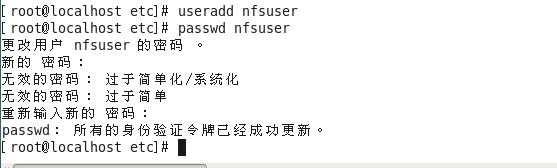 [root@localhost etc]# useradd nfsuser
[root@localhost etc]# passwd nfsuser
更改用户 nfsuser 的密码 。
新的 密码：
无效的密码： 过于简单化/系统化
无效的密码： 过于简单
重新输入新的 密码：
passwd： 所有的身份验证令牌已经成功更新。
[root@localhost etc]#